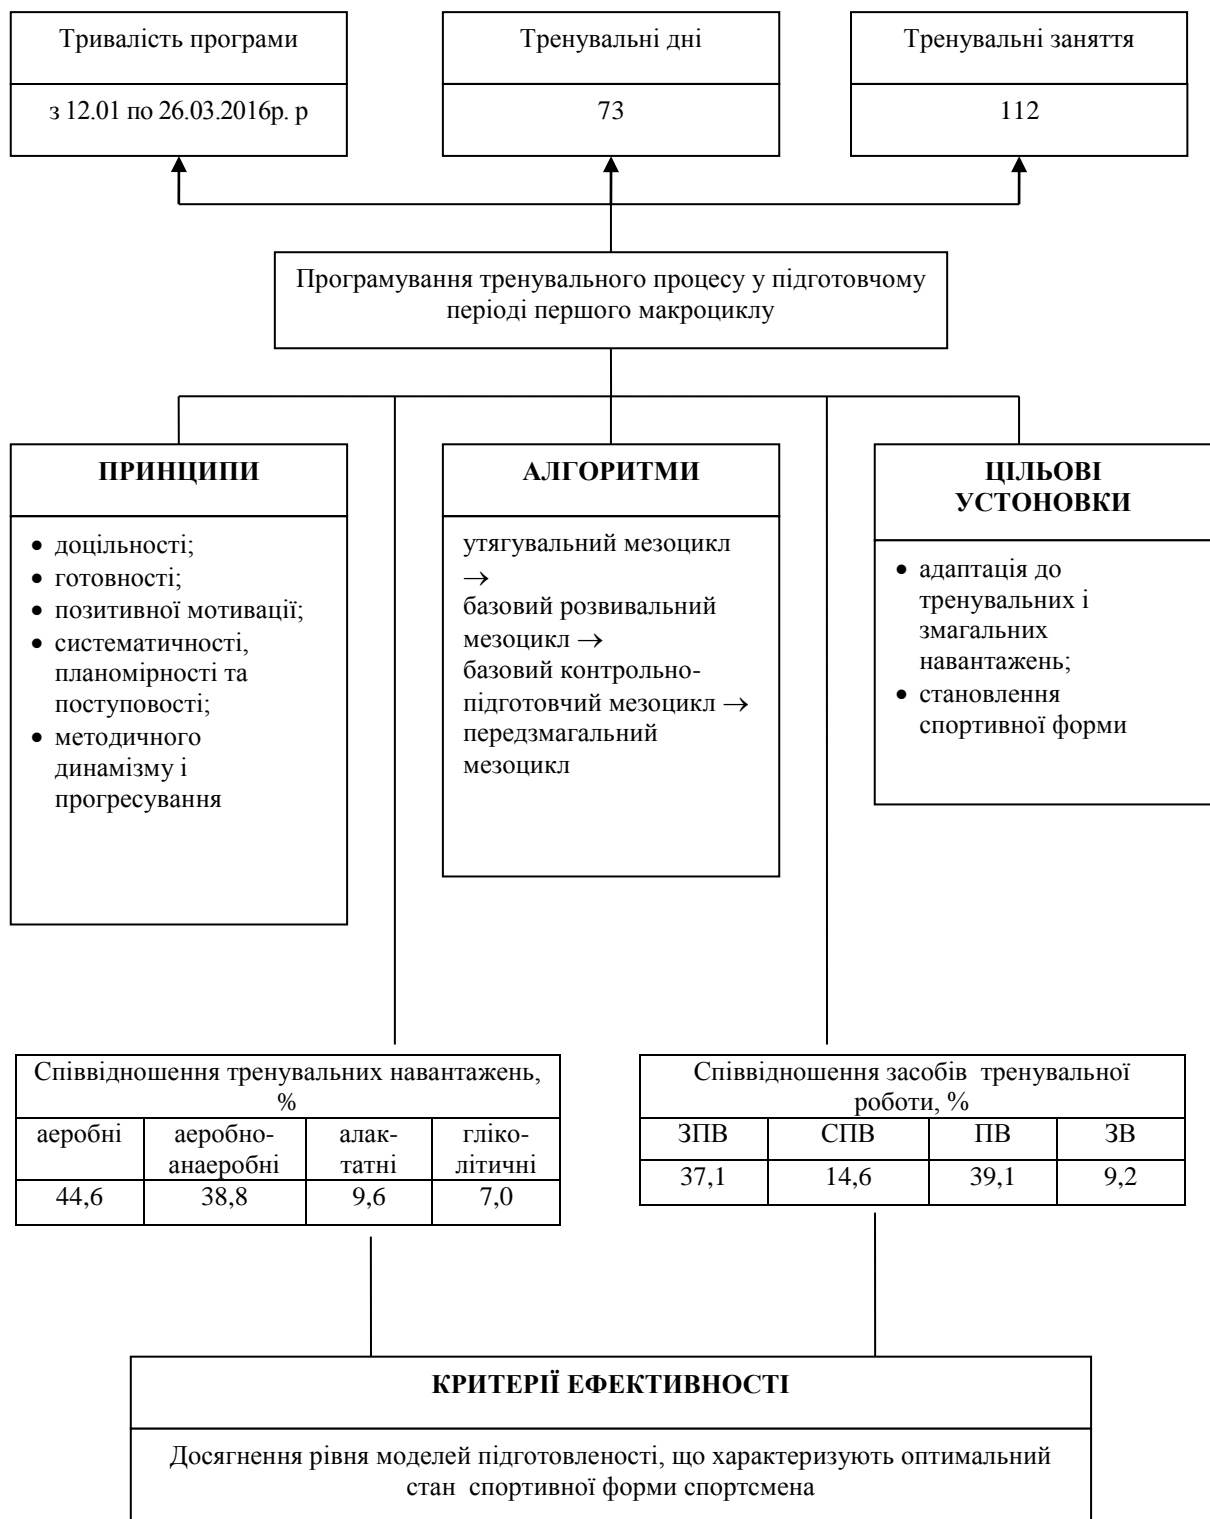 Тривалість програми
з 12.01 по 26.03.2016р. р
Тренувальні дні
73
Тренувальні заняття
112
Програмування тренувального процесу у підготовчому
періоді першого макроциклу
ПРИНЦИПИ
• доцільності;
• готовності;
• позитивної мотивації;
• систематичності,
планомірності та
поступовості;
• методичного
динамізму і
прогресування
АЛГОРИТМИ
утягувальний мезоцикл
→
базовий розвивальний
мезоцикл →
базовий контрольно-
підготовчий мезоцикл →
передзмагальний
мезоцикл
ЦІЛЬОВІ
УСТОНОВКИ
• адаптація до
тренувальних і
змагальних
навантажень;
• становлення
спортивної форми
Співвідношення тренувальних навантажень,
%
аеробні аеробно- алак- гліко-
анаеробні татні літичні
44,6 38,8 9,6 7,0
Співвідношення засобів тренувальної
роботи, %
ЗПВ СПВ ПВ ЗВ
37,1 14,6 39,1 9,2
КРИТЕРІЇ ЕФЕКТИВНОСТІ
Досягнення рівня моделей підготовленості, що характеризують оптимальний
стан спортивної форми спортсмена